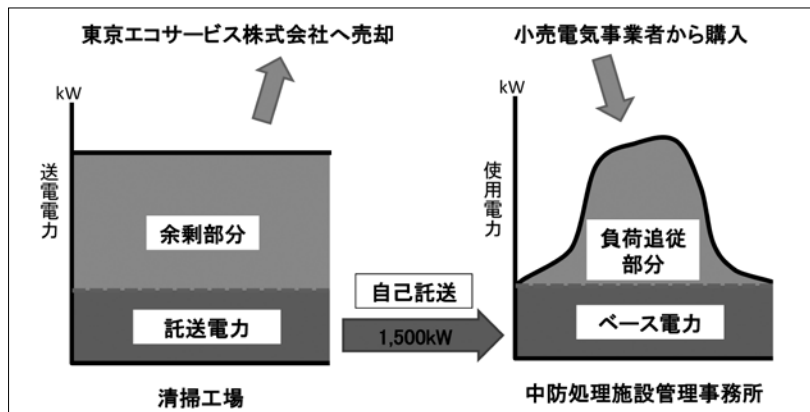 東京エコサービス株式会社へ売却
小売電気事業者から購入
kW
送電電力
余剰部分
託送電力
清掃工場
自己託送
1,500kW
kW
使用電力
負荷追従
部分
ベース電力
中防処理施設管理事務所